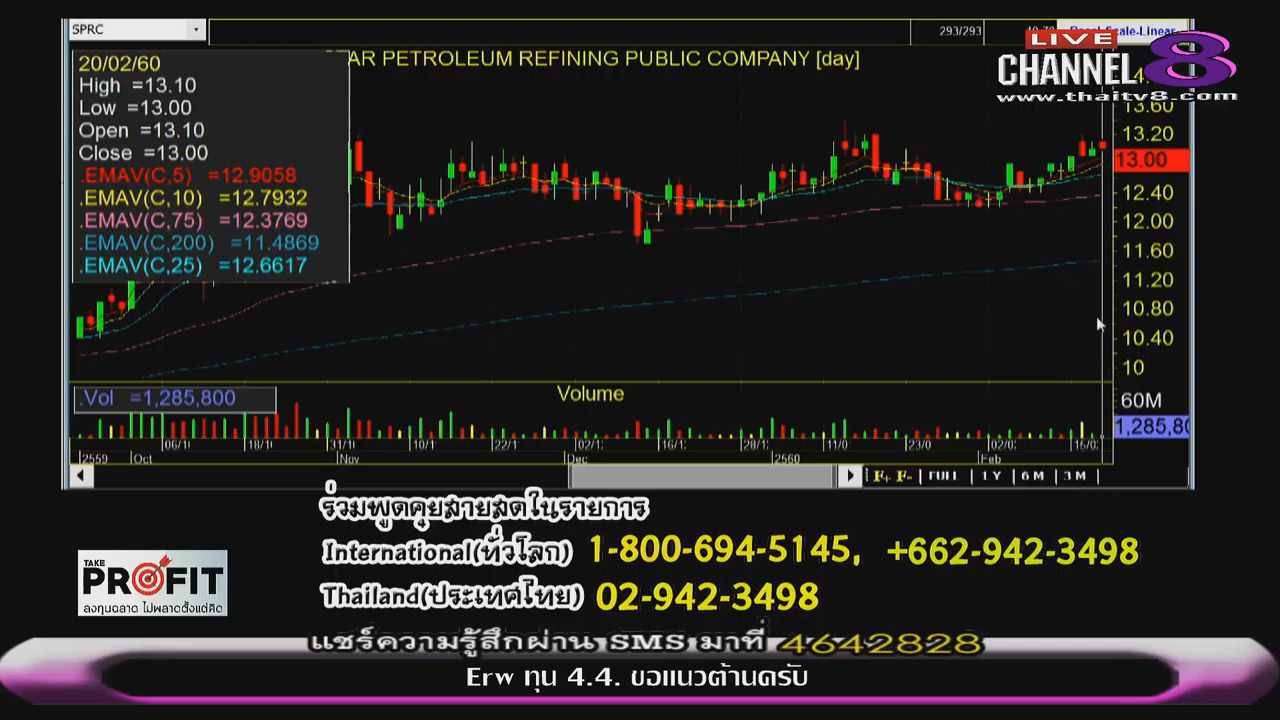 SPRC
293/293
LIVE
CHANNEL 8
www.thaitv8.com
AR PETROLEUM REFINING PUBLIC COMPANY [day]
20/02/60
High =13.10
Low =13.00
Open =13.10
Close =13.00
.EMAV(C,5) =12.9058
.EMAV(C,10) =12.7932
.EMAV(C,75) =12.3769
.EMAV(C,200) =11.4869
.EMAV(C,25) =12.6617
13.60
13.20
13.00
12.40
12.00
11.60
11.20
10.80
10.40
10
.Vol =1,285,800
Volume
60M
1,285,80
06/1 18/1 31/1 10/1 22/1 02/1 16/1 28/1 11/0 23/0 02/0 15/0
2559 Oct Nov Dec 2560 Feb
F+ F- FULL 1 Y 6 M 3 M
ร่วมพูดคุยสายสดในรายการ
International(ทั่วโลก) 1-800-694-5145, +662-942-3498
Thailand(ประเทศไทย) 02-942-3498
TAKE
PROFIT
ลงทุนฉลาด ไม่พลาดตั้งแต่คิด
แชร์ความรู้สึกผ่าน SMS มาที่ 4642828
Erw ทุน 4.4. ขอแนวต้านครับ